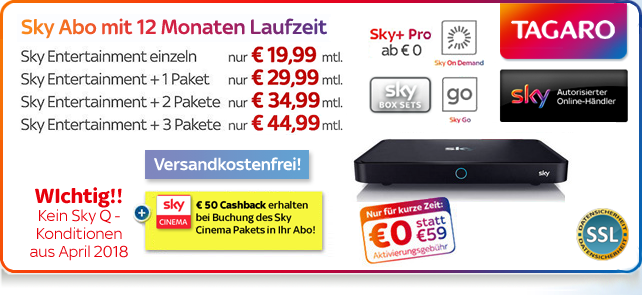 Sky Abo mit 12 Monaten Laufzeit
Sky Entertainment einzeln nur € 19,99 mtl.
Sky Entertainment + 1 Paket nur € 29,99 mtl.
Sky Entertainment + 2 Pakete nur € 34,99 mtl.
Sky Entertainment + 3 Pakete nur € 44,99 mtl.
Versandkostenfrei!
WIchtig!!
Kein Sky Q -
Konditionen
aus April 2018
+
sky
CINEMA
€ 50 Cashback erhalten
bei Buchung des Sky
Cinema Pakets in Ihr Abo!
Sky+ Pro
ab € 0
Sky On Demand
sky
BOX SETS
go
Sky Go
TAGARO
sky
Autorisierter
Online-Händler
sky
sky
Nur für kurze Zeit:
€0 statt
€59
Aktivierungsgebühr
DATENSICHERHEIT
SSL
DATENSICHERHEIT